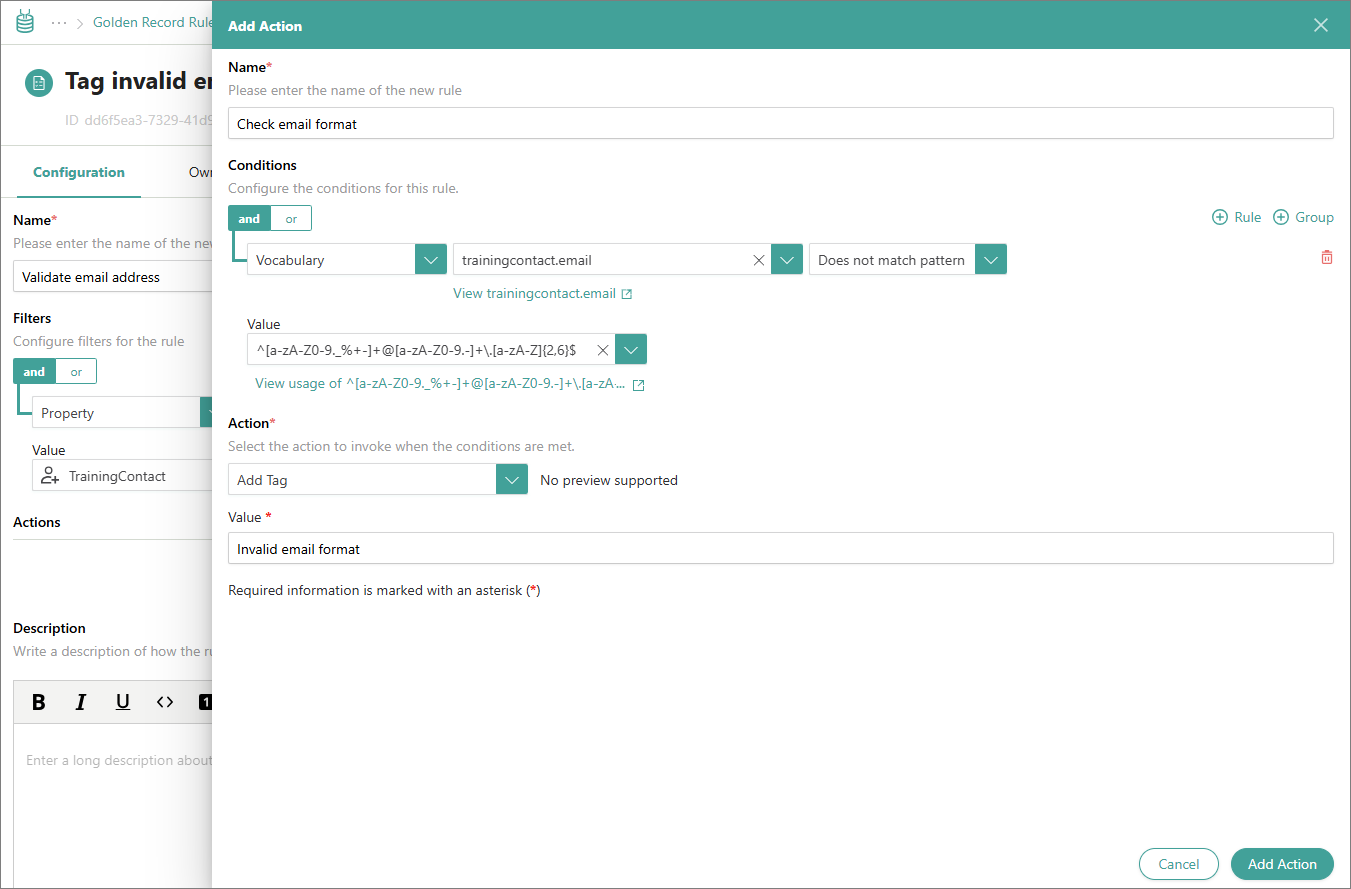 ··· > Golden Record Rule
Tag invalid em
ID dd6f5ea3-7329-41d9
Configuration
Own
Name*
Please enter the name of the new
Validate email address
Filters
Configure filters for the rule
and or
Property
Value
TrainingContact
Actions
Description
Write a description of how the ru
B I U <> 1
Enter a long description about
Add Action
Name*
Please enter the name of the new rule
Check email format
Conditions
Configure the conditions for this rule.
and or
Rule Group
Vocabulary trainingcontact.email Does not match pattern
View trainingcontact.email
Value
^[a-zA-Z0-9._%+-]+@[a-zA-Z0-9.-]+\.[a-zA-Z]{2,6}$
View usage of ^[a-zA-Z0-9._%+-]+@[a-zA-Z0-9.-]+\.[a-zA-...
Action*
Select the action to invoke when the conditions are met.
Add Tag No preview supported
Value *
Invalid email format
Required information is marked with an asterisk (*)
Cancel Add Action